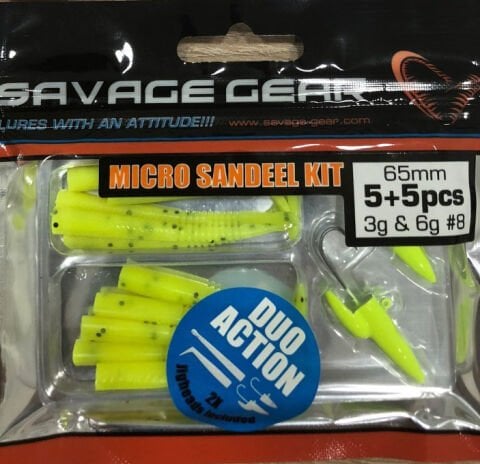 SAVAGE GEAR
LURES WITH AN ATTITUDE!!!
www.savage-gear.com
MICRO SANDEEL KIT
65mm
5+5pcs
3g & 6g #8
DUO
ACTION
2X
Jigheads included